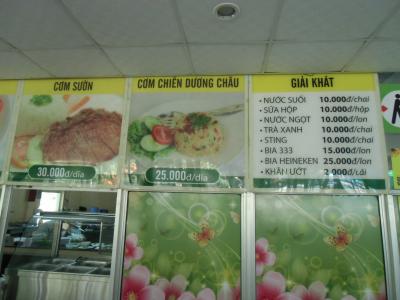 CƠM SƯỜN
30.000đ/dĩa
CƠM CHIÊN DƯƠNG CHÂU
25.000đ/dĩa
GIẢI KHÁT
• NƯỚC SUỐI 10.000đ/chai
• SỮA HỘP 10.000đ/hộp
• NƯỚC NGỌT 10.000đ/lon
• TRÀ XANH 10.000đ/chai
• STING 10.000đ/chai
• BIA 333 15.000đ/lon
• BIA HEINEKEN 25.000đ/lon
• KHĂN ƯỚT 2.000đ/cái